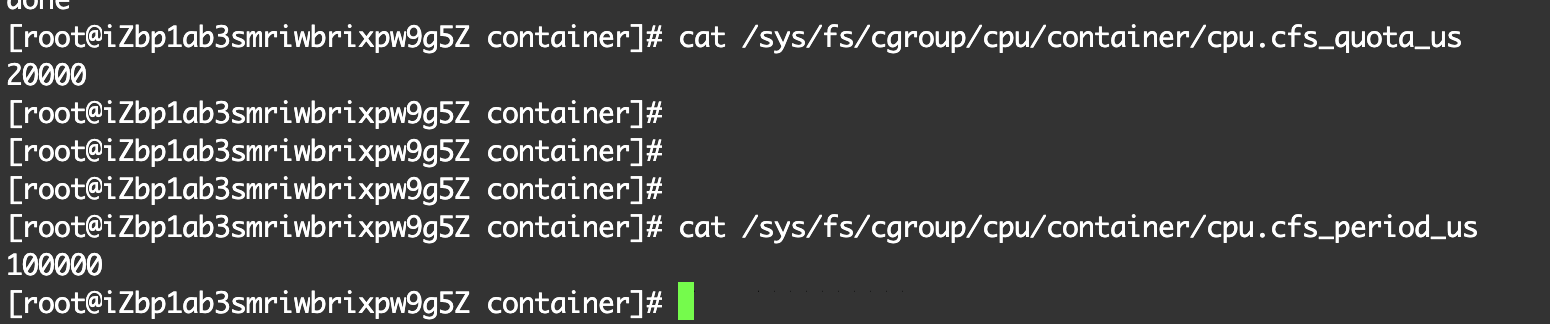 done
[root@iZbp1ab3smriwbrixpw9g5Z container]# cat /sys/fs/cgroup/cpu/container/cpu.cfs_quota_us
20000
[root@iZbp1ab3smriwbrixpw9g5Z container]#
[root@iZbp1ab3smriwbrixpw9g5Z container]#
[root@iZbp1ab3smriwbrixpw9g5Z container]#
[root@iZbp1ab3smriwbrixpw9g5Z container]# cat /sys/fs/cgroup/cpu/container/cpu.cfs_period_us
100000
[root@iZbp1ab3smriwbrixpw9g5Z container]#